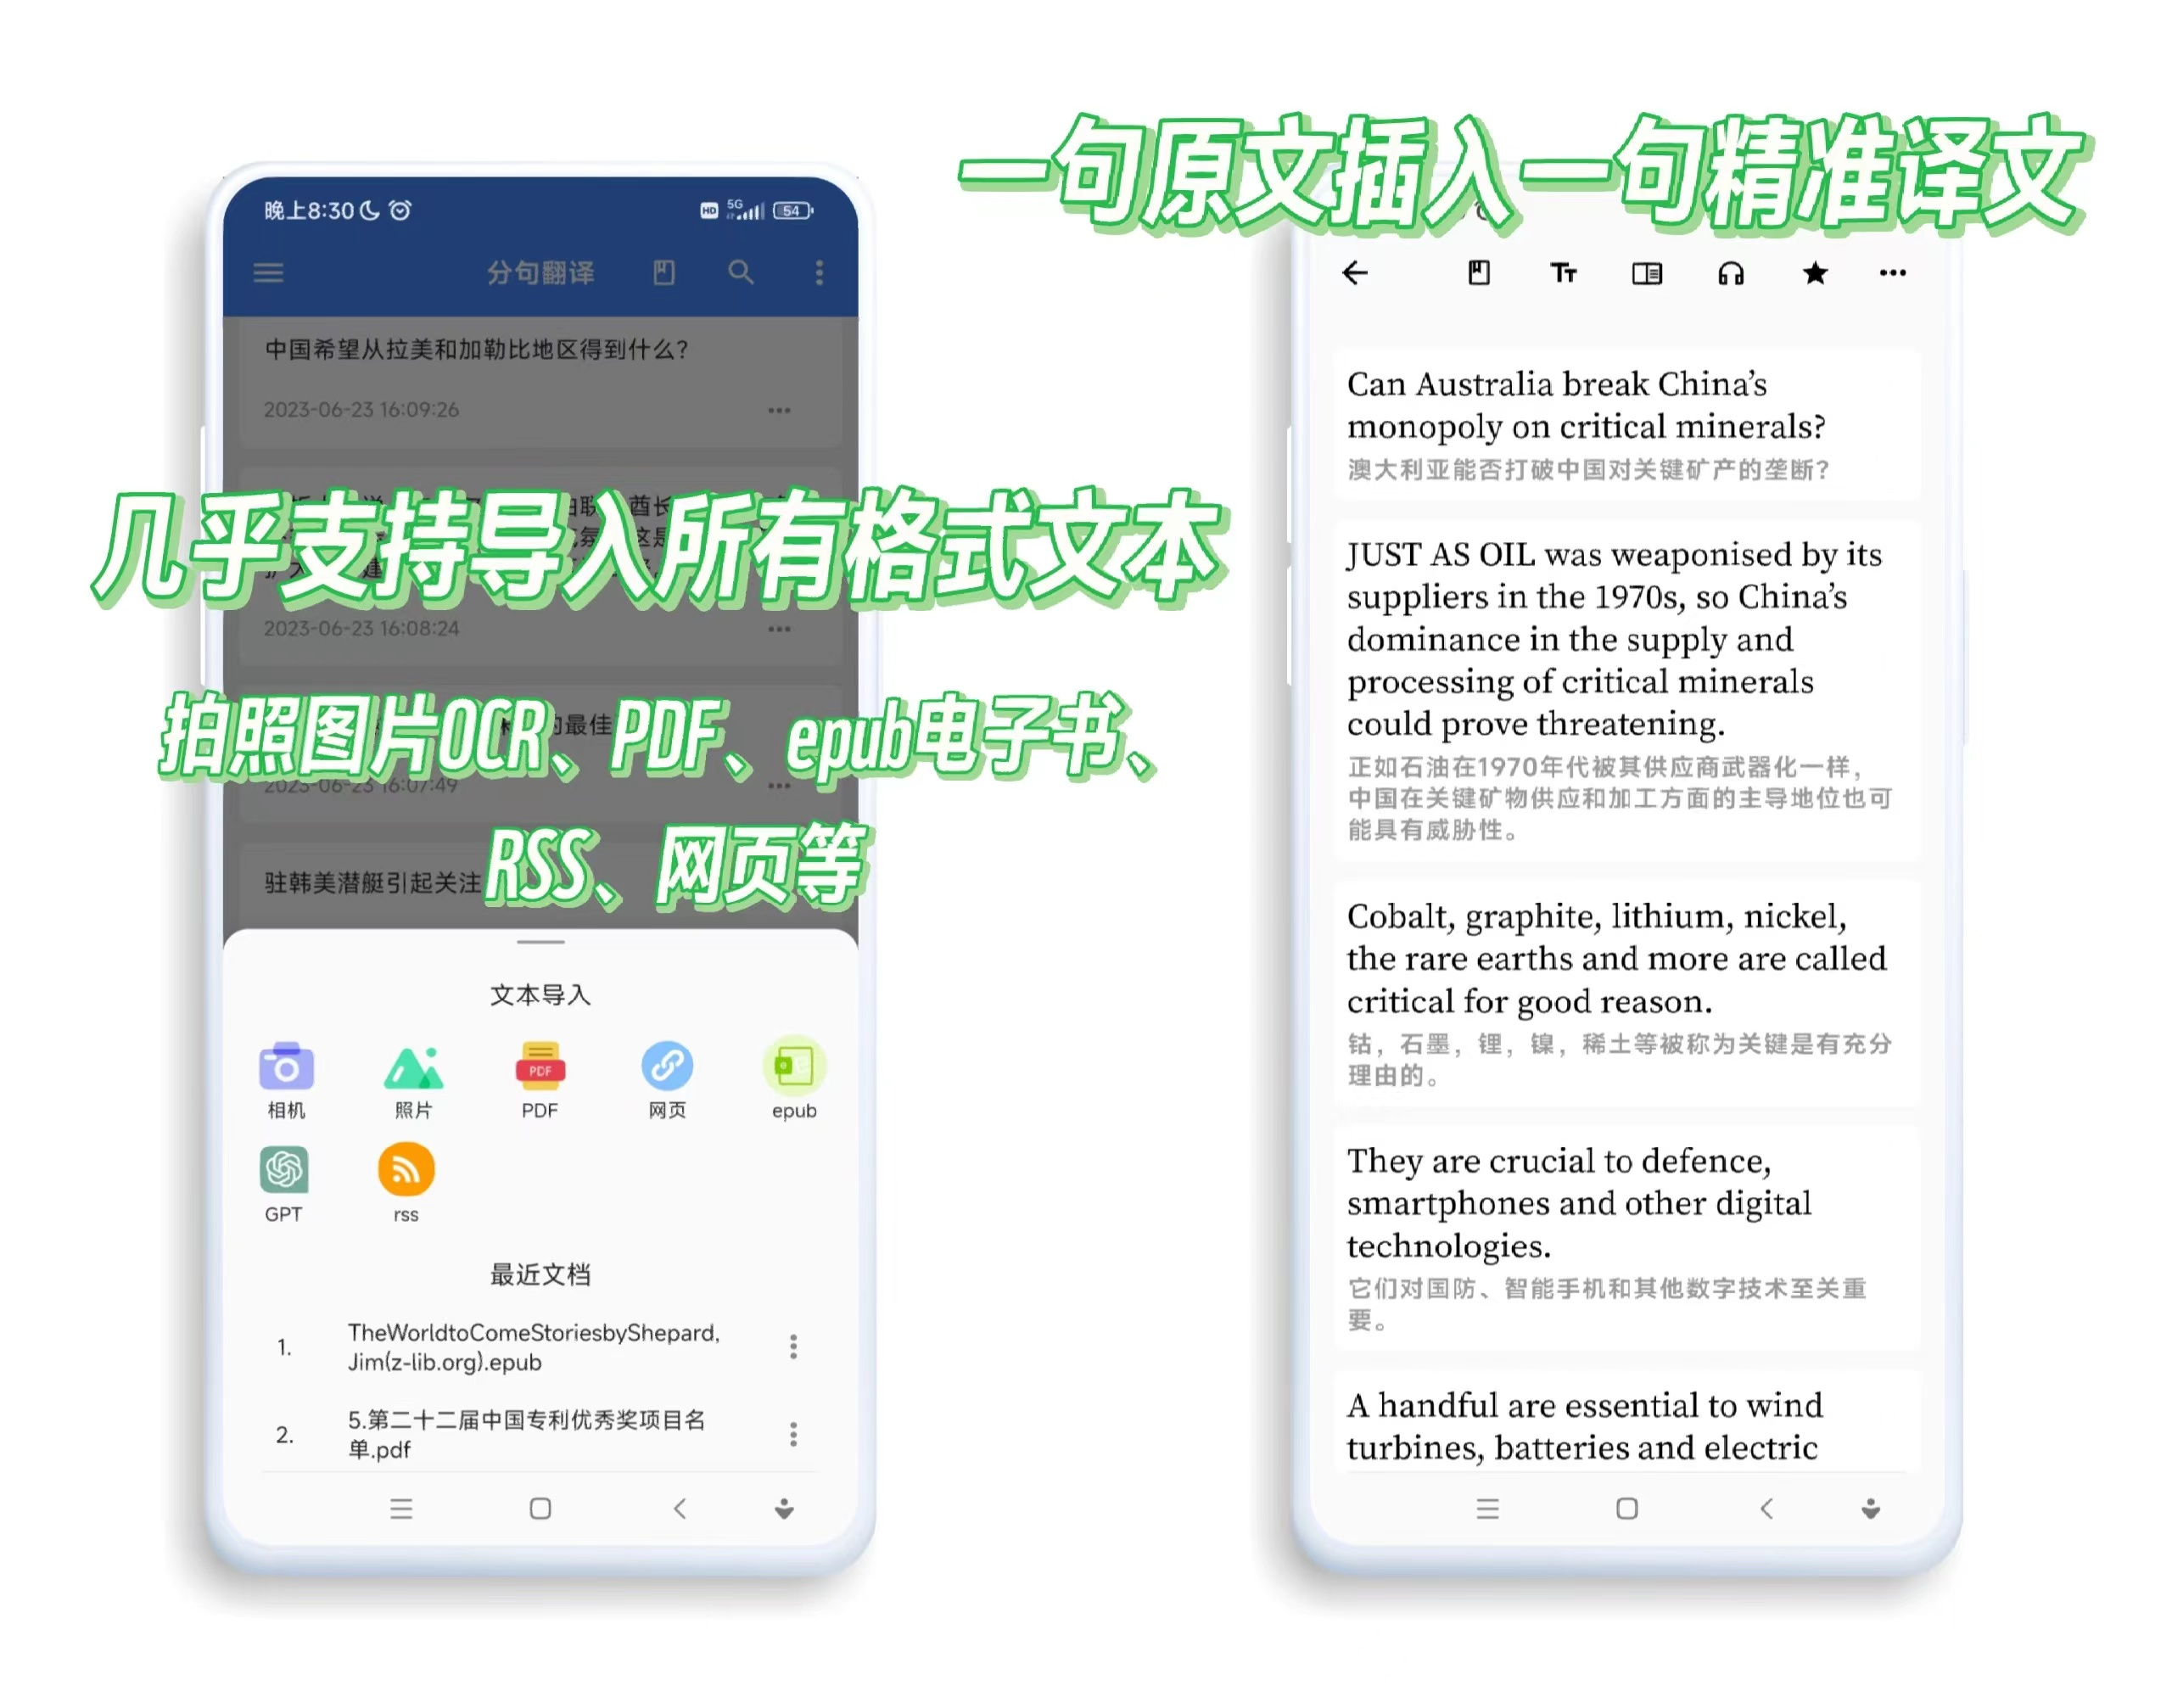 一句原文插入一句精准译文
晚上8:30
HD 5G 54
分句翻译
中国希望从拉美和加勒比地区得到什么?
2023-06-23 16:09:26
几乎支持导入所有格式文本
2023-06-23 16:08:24
的最佳
拍照图片OCR、PDF、epub电子书、
2023-06-23 16:07:49
RSS、网页等
驻韩美潜艇引起关注
文本导入
相机 照片 PDF 网页 epub
GPT rss
最近文档
1. TheWorldtoComeStoriesbyShepard,
Jim(z-lib.org).epub
2. 5.第二十二届中国专利优秀奖项目名
单.pdf
Can Australia break China’s
monopoly on critical minerals?
澳大利亚能否打破中国对关键矿产的垄断?
JUST AS OIL was weaponised by its
suppliers in the 1970s, so China’s
dominance in the supply and
processing of critical minerals
could prove threatening.
正如石油在1970年代被其供应商武器化一样，
中国在关键矿物供应和加工方面的主导地位也可
能具有威胁性。
Cobalt, graphite, lithium, nickel,
the rare earths and more are called
critical for good reason.
钴，石墨，锂，镍，稀土等被称为关键是有充分
理由的。
They are crucial to defence,
smartphones and other digital
technologies.
它们对国防、智能手机和其他数字技术至关重
要。
A handful are essential to wind
turbines, batteries and electric